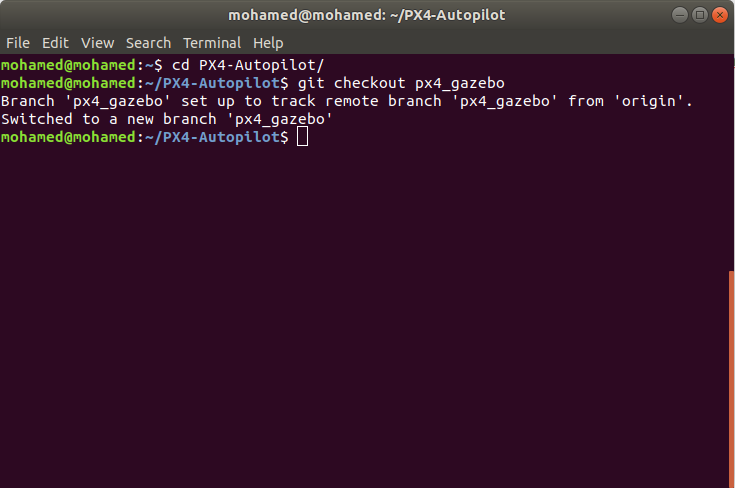 mohamed@mohamed: ~/PX4-Autopilot
File Edit View Search Terminal Help
mohamed@mohamed:~$ cd PX4-Autopilot/
mohamed@mohamed:~/PX4-Autopilot$ git checkout px4_gazebo
Branch 'px4_gazebo' set up to track remote branch 'px4_gazebo' from 'origin'.
Switched to a new branch 'px4_gazebo'
mohamed@mohamed:~/PX4-Autopilot$